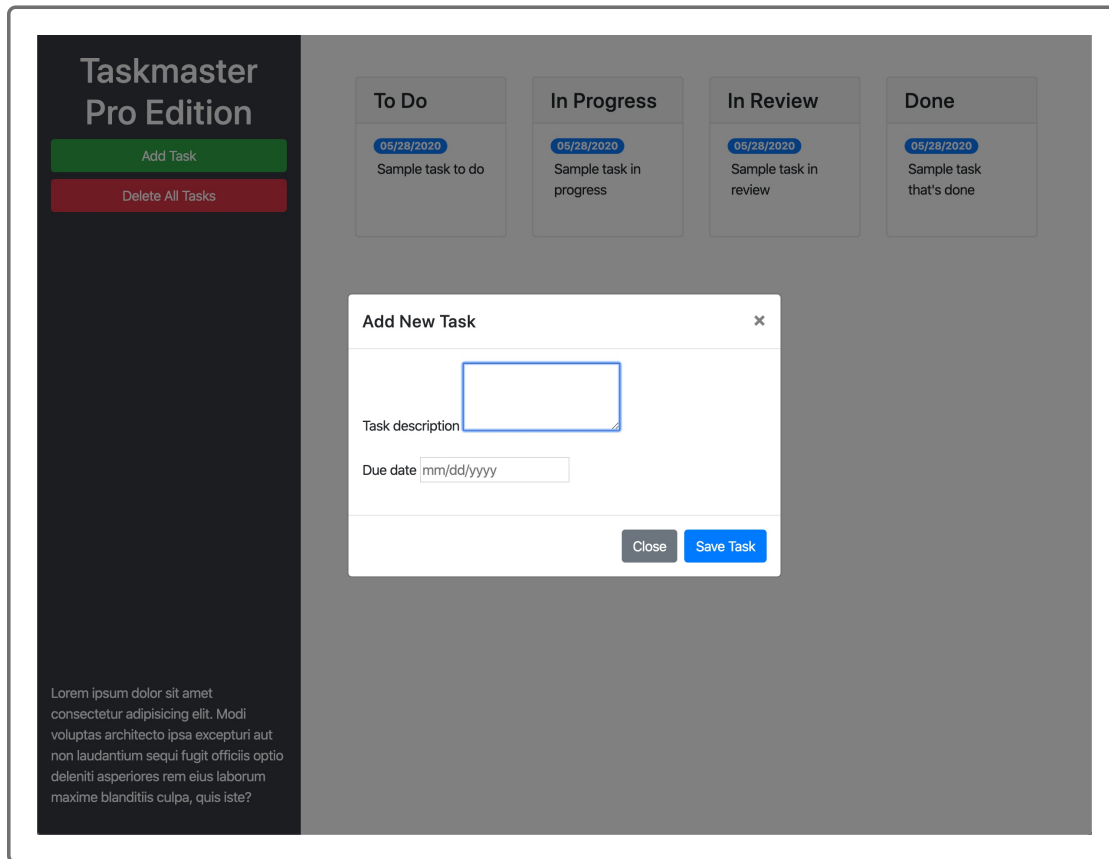 Taskmaster
Pro Edition
Add Task
Delete All Tasks
To Do
05/28/2020
Sample task to do
In Progress
05/28/2020
Sample task in
progress
In Review
05/28/2020
Sample task in
review
Done
05/28/2020
Sample task
that's done
Add New Task
×
Task description
Due date mm/dd/yyyy
Close
Save Task
Lorem ipsum dolor sit amet
consectetur adipisicing elit. Modi
voluptas architecto ipsa excepturi aut
non laudantium sequi fugit officiis optio
deleniti asperiores rem eius laborum
maxime blanditiis culpa, quis iste?